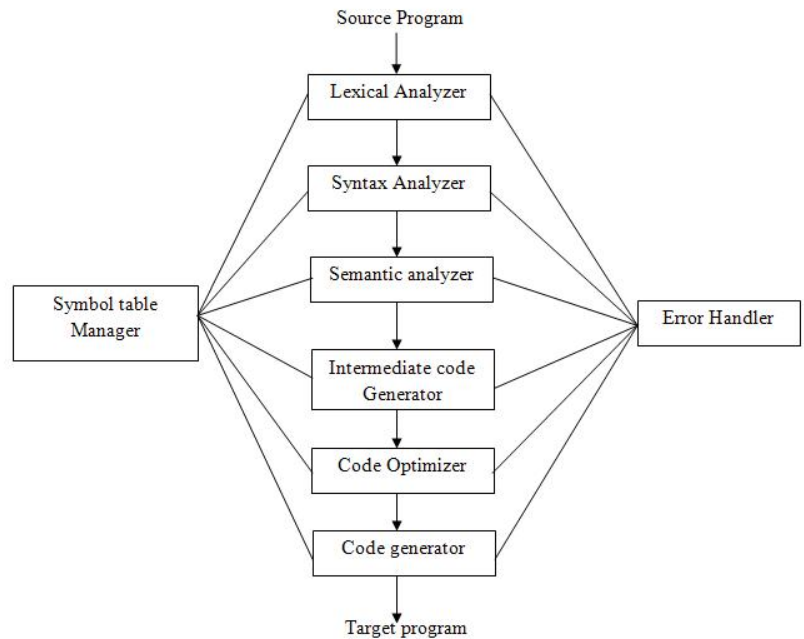 Source Program
Lexical Analyzer
Syntax Analyzer
Semantic analyzer
Symbol table
Manager
Error Handler
Intermediate code
Generator
Code Optimizer
Code generator
Target program